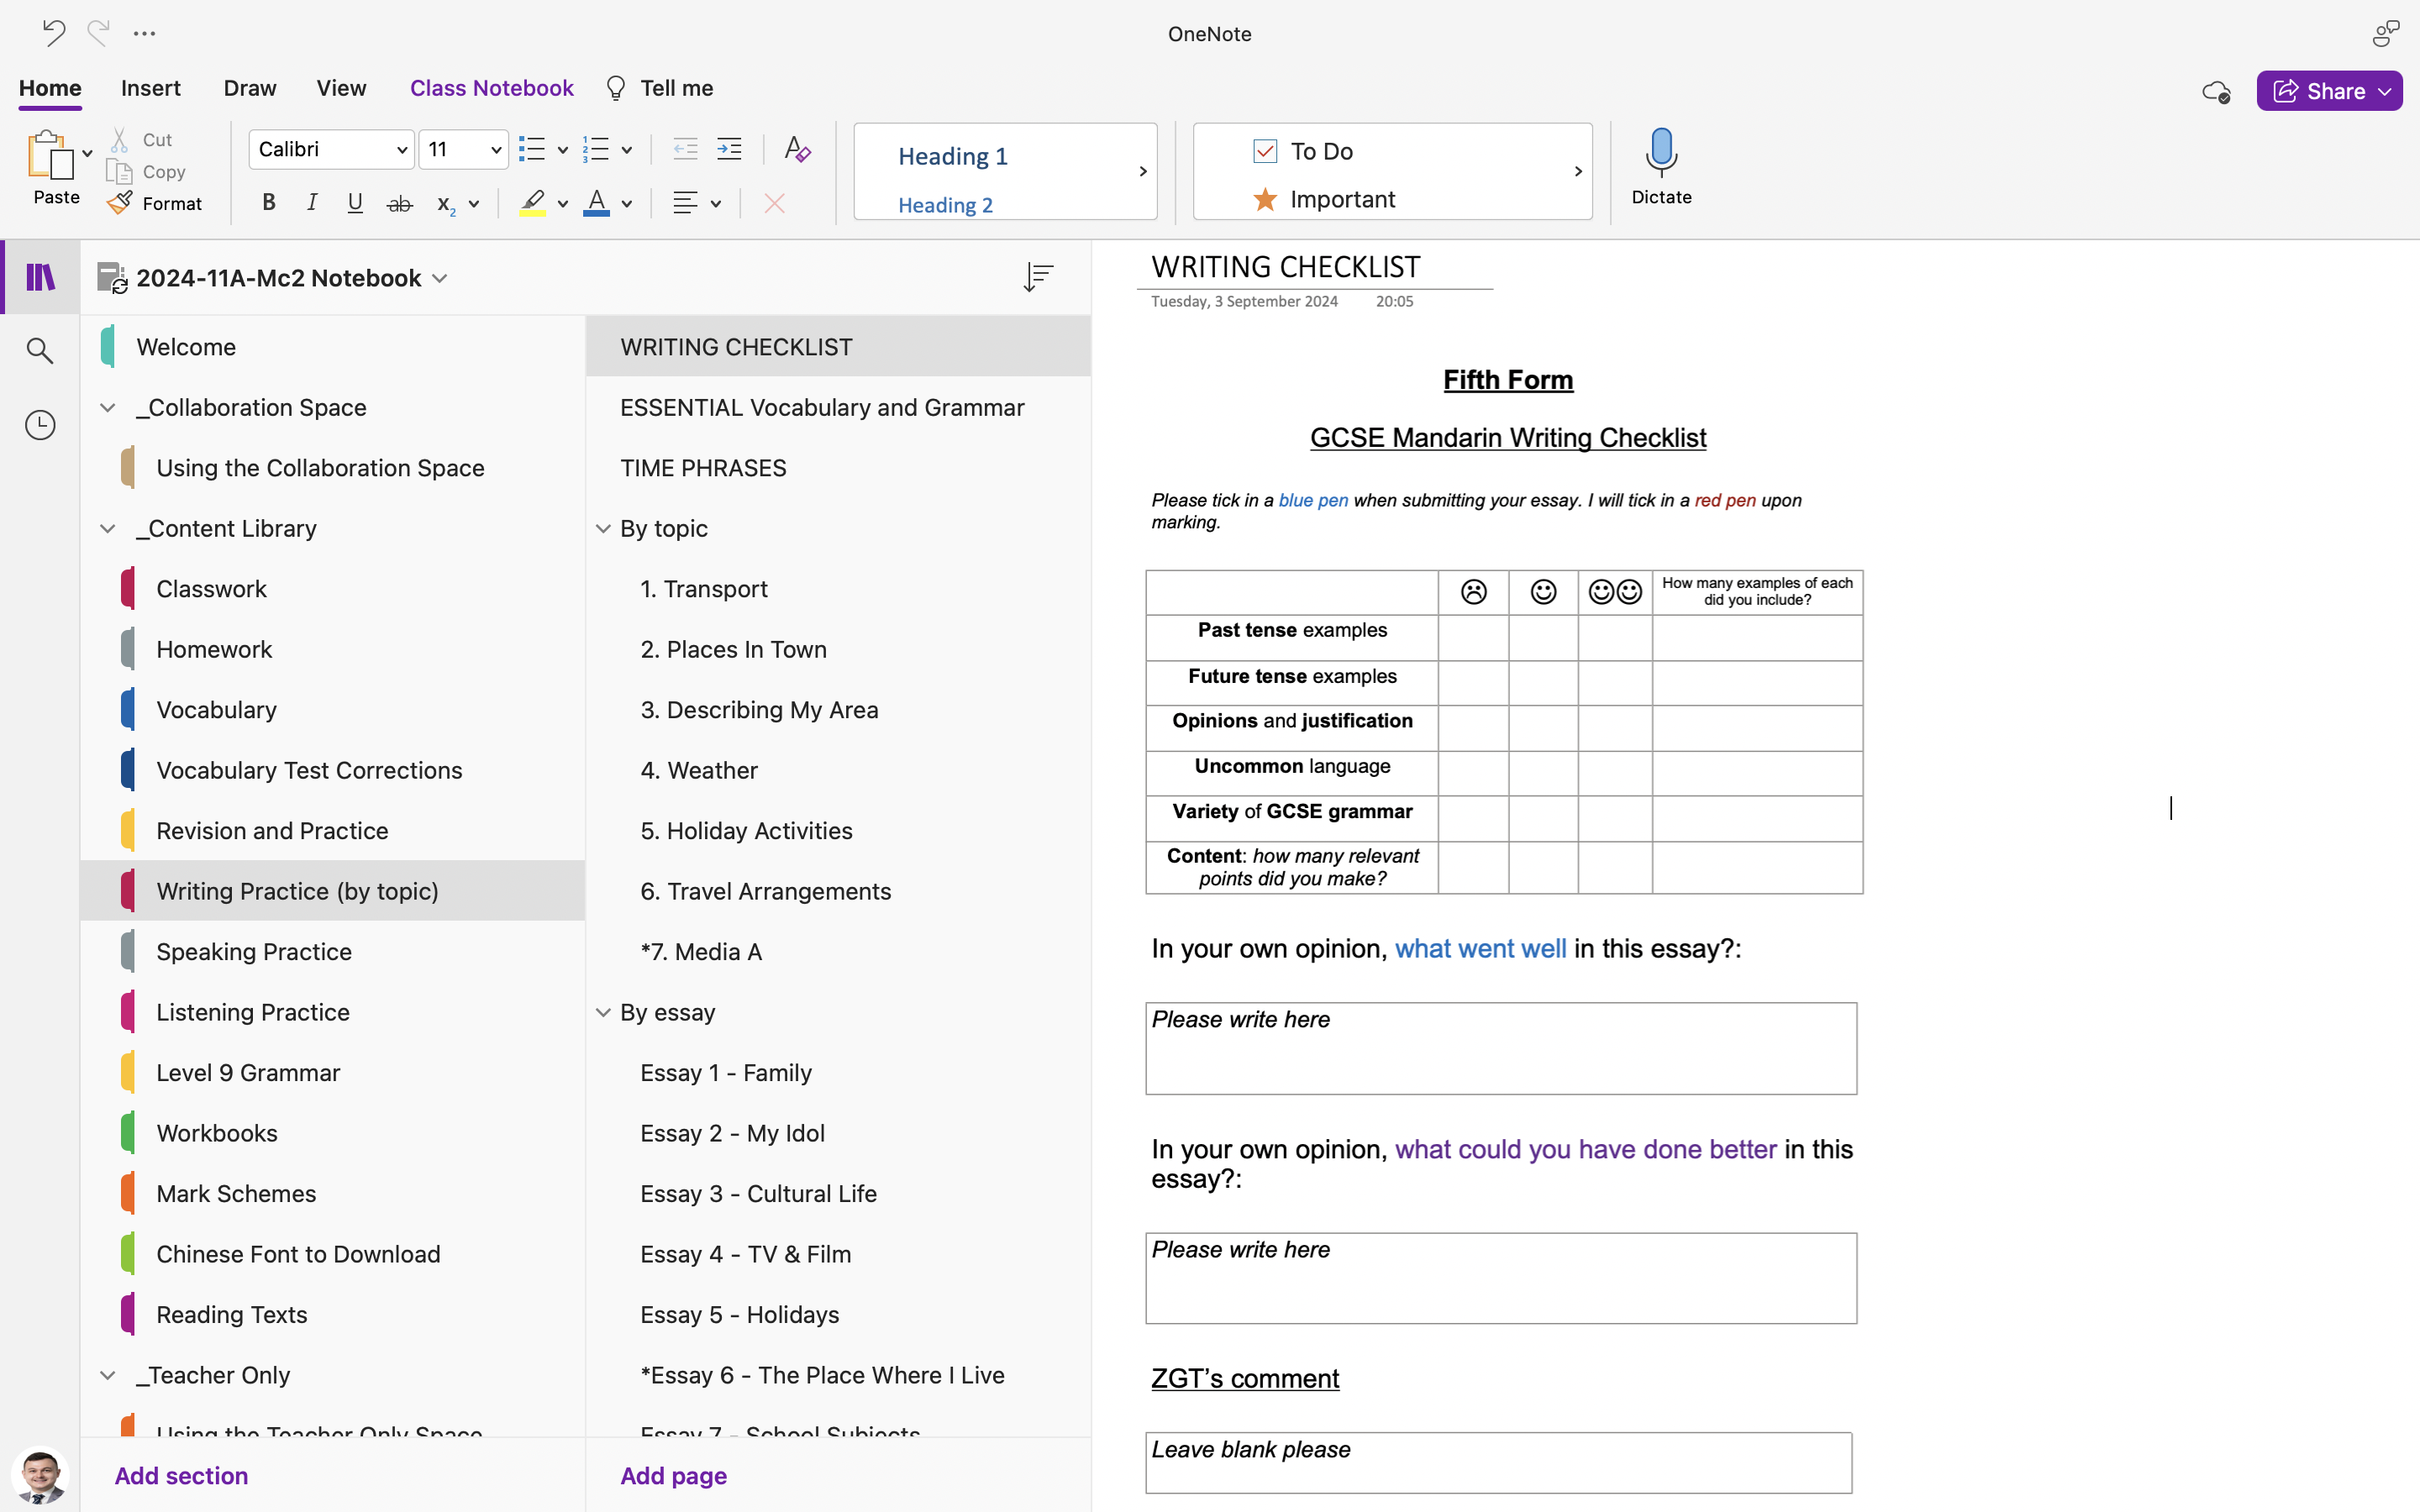 OneNote
Home Insert Draw View Class Notebook Tell me
Share
Paste
Cut
Copy
Format
Calibri 11
B I U ab x2 A
Heading 1
Heading 2
To Do
Important
Dictate
2024-11A-Mc2 Notebook
Welcome
_Collaboration Space
Using the Collaboration Space
_Content Library
Classwork
Homework
Vocabulary
Vocabulary Test Corrections
Revision and Practice
Writing Practice (by topic)
Speaking Practice
Listening Practice
Level 9 Grammar
Workbooks
Mark Schemes
Chinese Font to Download
Reading Texts
_Teacher Only
Using the Teacher Only Space
Add section
WRITING CHECKLIST
ESSENTIAL Vocabulary and Grammar
TIME PHRASES
By topic
1. Transport
2. Places In Town
3. Describing My Area
4. Weather
5. Holiday Activities
6. Travel Arrangements
*7. Media A
By essay
Essay 1 - Family
Essay 2 - My Idol
Essay 3 - Cultural Life
Essay 4 - TV & Film
Essay 5 - Holidays
*Essay 6 - The Place Where I Live
Essay 7 - School Subjects
Add page
WRITING CHECKLIST
Tuesday, 3 September 2024 20:05
Fifth Form
GCSE Mandarin Writing Checklist
Please tick in a blue pen when submitting your essay. I will tick in a red pen upon
marking.
How many examples of each
did you include?
Past tense examples
Future tense examples
Opinions and justification
Uncommon language
Variety of GCSE grammar
Content: how many relevant
points did you make?
In your own opinion, what went well in this essay?:
Please write here
In your own opinion, what could you have done better in this
essay?:
Please write here
ZGT’s comment
Leave blank please